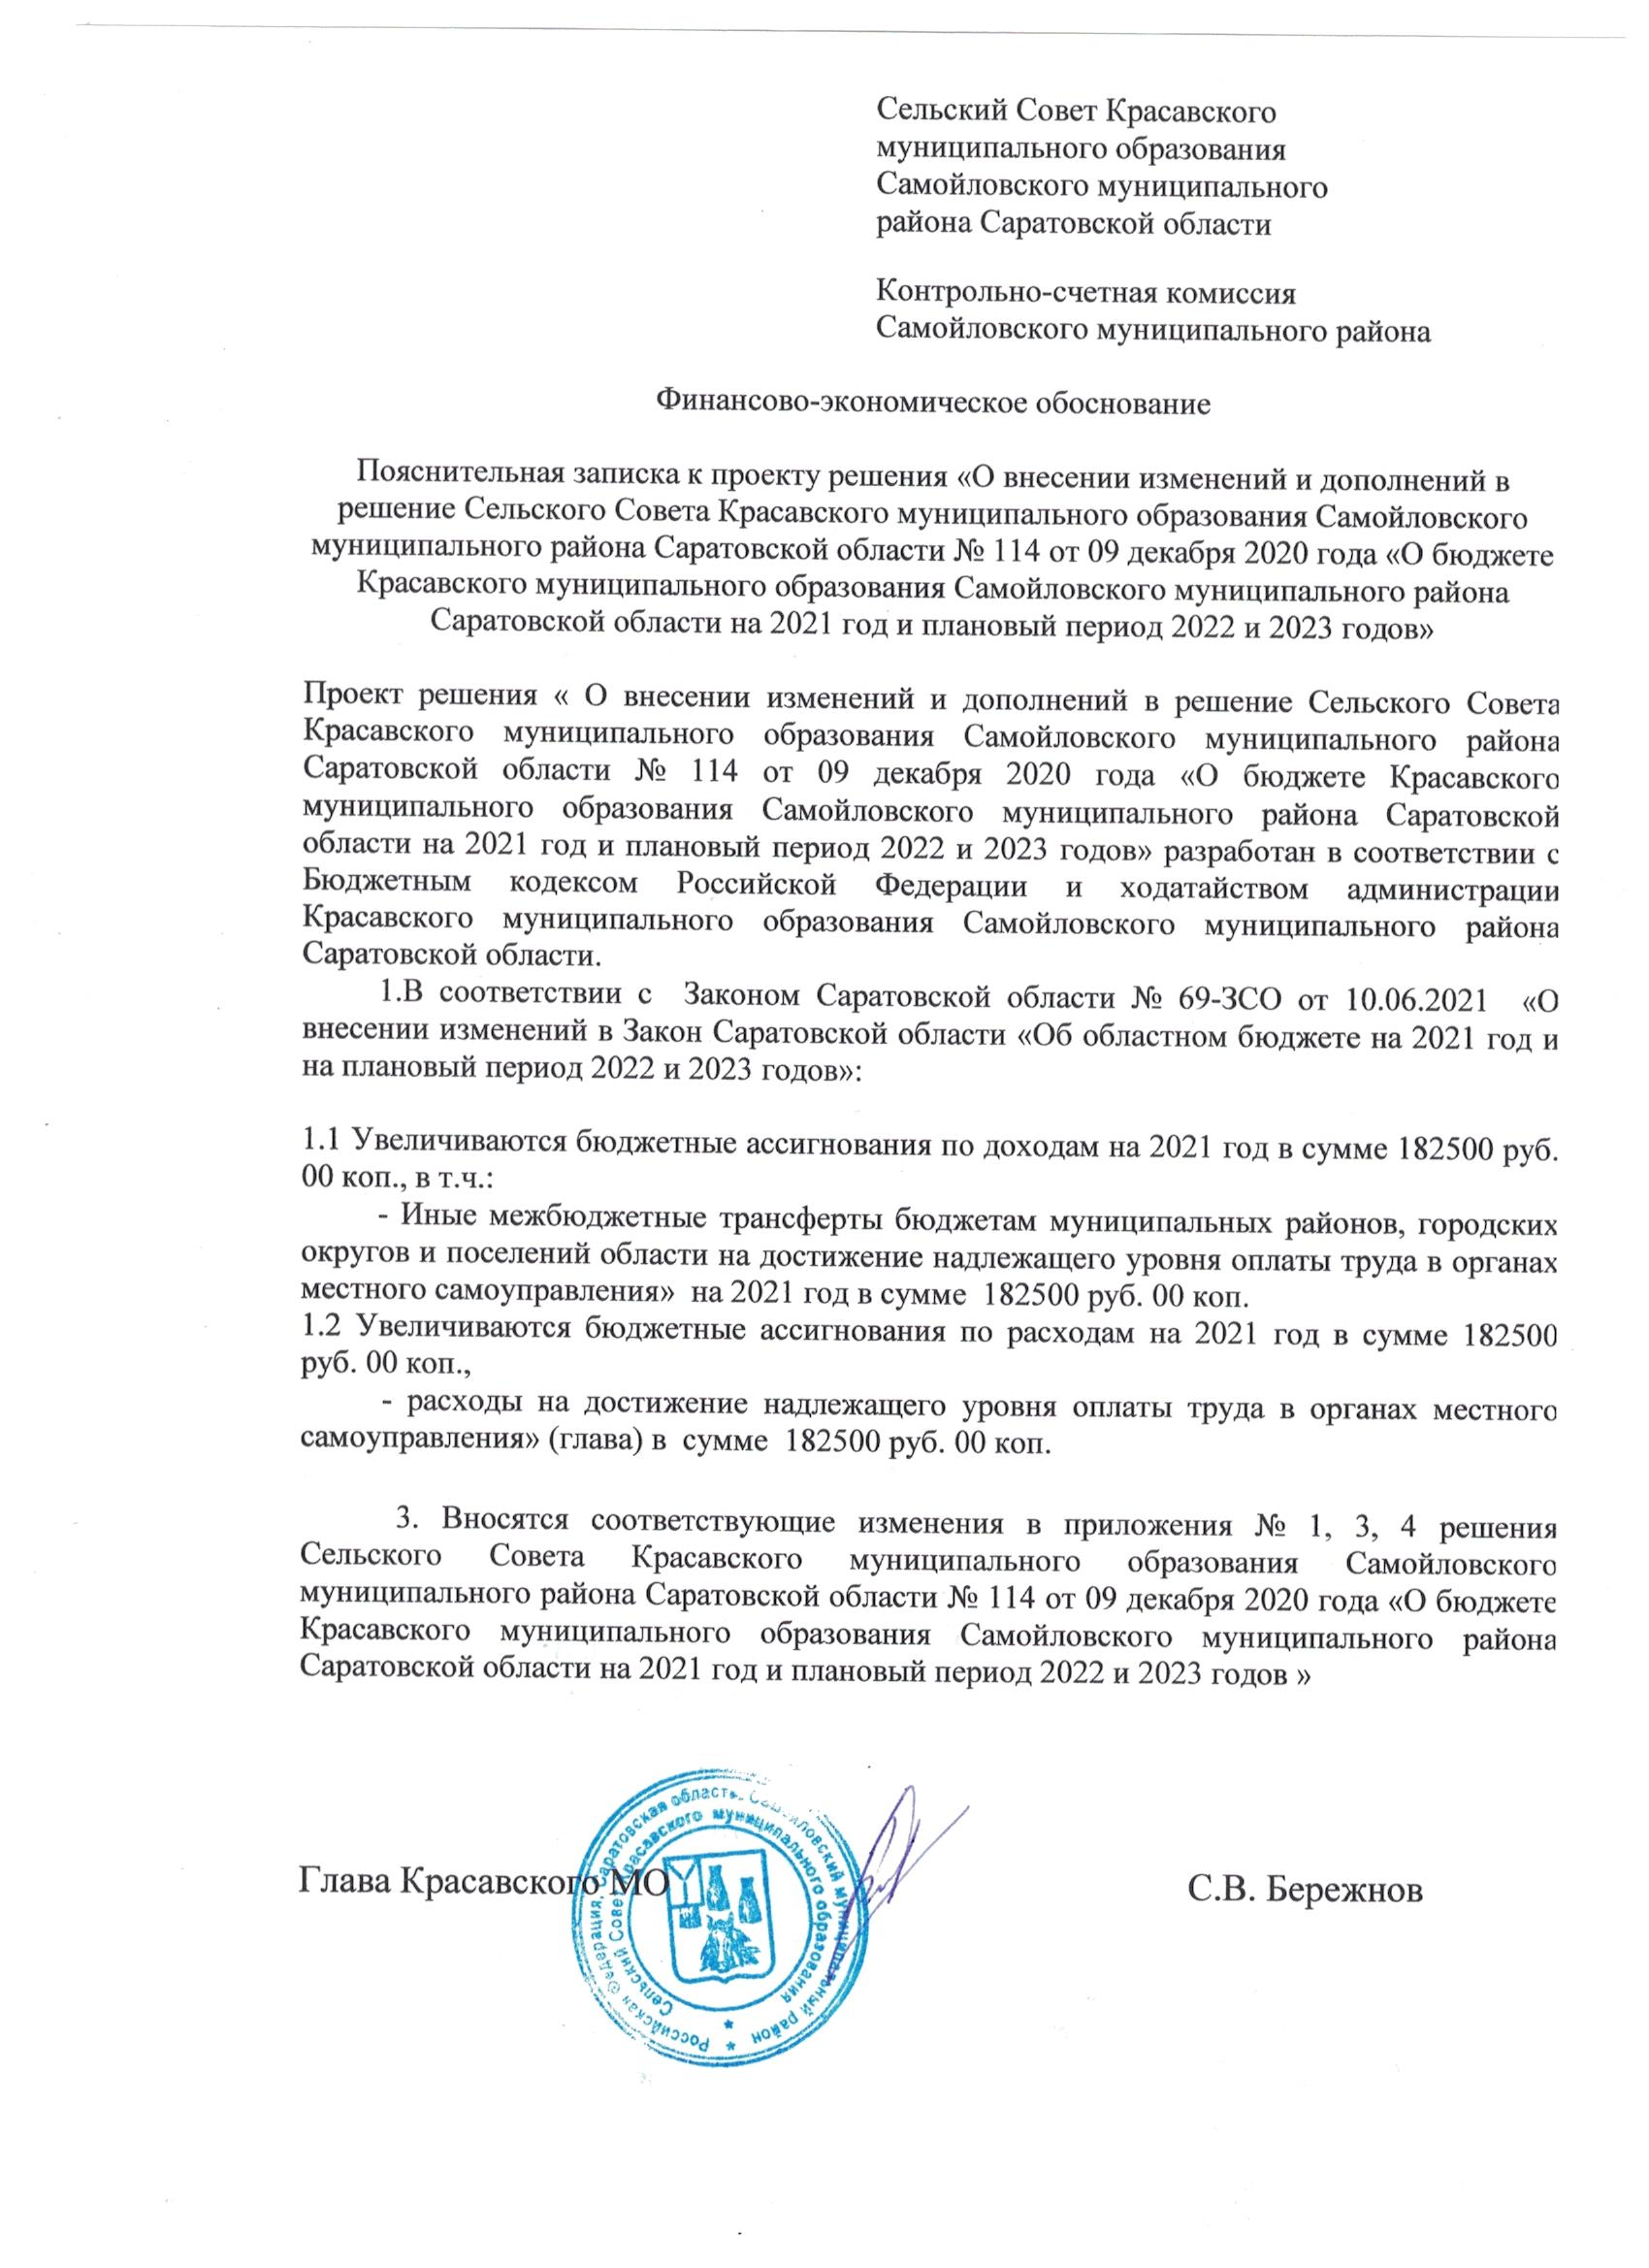 Сельский Совет Красавского
муниципального образования
Самойловского муниципального
района Саратовской области
Контрольно-счетная комиссия
Самойловского муниципального района
Финансово-экономическое обоснование
Пояснительная записка к проекту решения «О внесении изменений и дополнений в
решение Сельского Совета Красавского муниципального образования Самойловского
муниципального района Саратовской области № 114 от 09 декабря 2020 года «О бюджете
Красавского муниципального образования Самойловского муниципального района
Саратовской области на 2021 год и плановый период 2022 и 2023 годов»
Проект решения « О внесении изменений и дополнений в решение Сельского Совета
Красавского муниципального образования Самойловского муниципального района
Саратовской области № 114 от 09 декабря 2020 года «О бюджете Красавского
муниципального образования Самойловского муниципального района Саратовской
области на 2021 год и плановый период 2022 и 2023 годов» разработан в соответствии с
Бюджетным кодексом Российской Федерации и ходатайством администрации
Красавского муниципального образования Самойловского муниципального района
Саратовской области.
1.В соответствии с Законом Саратовской области № 69-ЗСО от 10.06.2021 «О
внесении изменений в Закон Саратовской области «Об областном бюджете на 2021 год и
на плановый период 2022 и 2023 годов»:
1.1 Увеличиваются бюджетные ассигнования по доходам на 2021 год в сумме 182500 руб.
00 коп., в т.ч.:
- Иные межбюджетные трансферты бюджетам муниципальных районов, городских
округов и поселений области на достижение надлежащего уровня оплаты труда в органах
местного самоуправления» на 2021 год в сумме 182500 руб. 00 коп.
1.2 Увеличиваются бюджетные ассигнования по расходам на 2021 год в сумме 182500
руб. 00 коп.,
- расходы на достижение надлежащего уровня оплаты труда в органах местного
самоуправления» (глава) в сумме 182500 руб. 00 коп.
3. Вносятся соответствующие изменения в приложения № 1, 3, 4 решения
Сельского Совета Красавского муниципального образования Самойловского
муниципального района Саратовской области № 114 от 09 декабря 2020 года «О бюджете
Красавского муниципального образования Самойловского муниципального района
Саратовской области на 2021 год и плановый период 2022 и 2023 годов »
Глава Красавского МО
С.В. Бережнов
Российская Федерация, Саратовская область, Самойловский муниципальный район
Сельский Совет Красавского муниципального образования